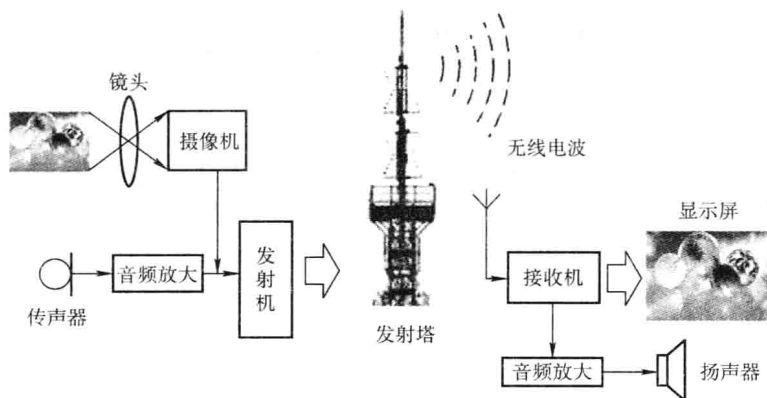 镜头
摄像机
无线电波
显示屏
发射机
音频放大
接收机
传声器
发射塔
音频放大
扬声器